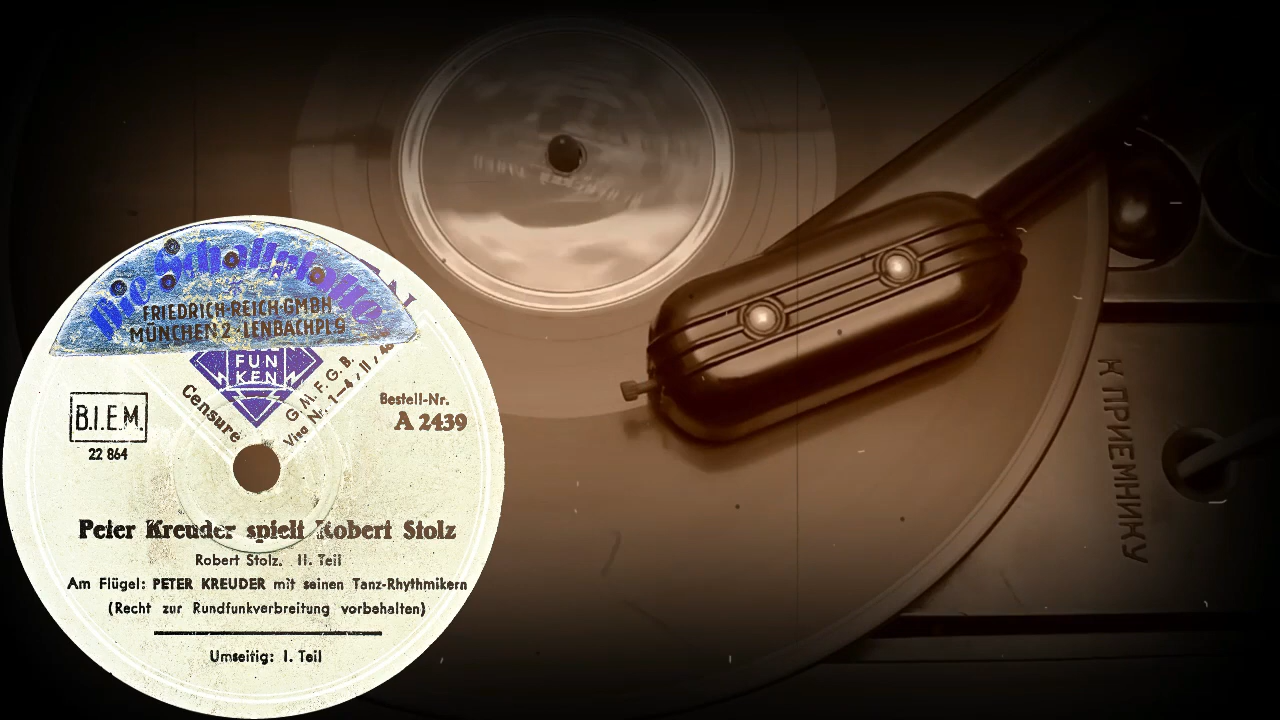 Die Schallplatte
FRIEDRICH REICH GMBH
MÜNCHEN 2 · LENBACHPL 9
FUN
KEN
Censure
G.M.F.G.B.
B.I.E.M.
22 864
Bestell-Nr.
A 2439
Peter Kreuder spielt Robert Stolz
Robert Stolz. II. Teil
Am Flügel: PETER KREUDER mit seinen Tanz-Rhythmikern
(Recht zur Rundfunkverbreitung vorbehalten)
Umseitig: I. Teil
К ПРИЕМНИКУ